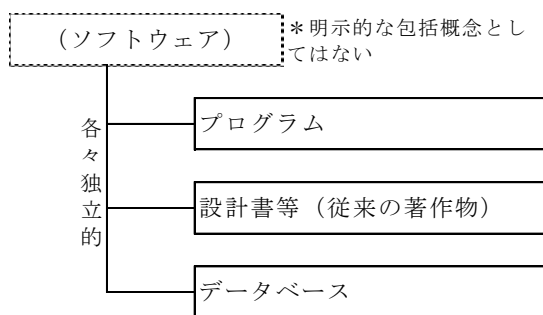 (ソフトウェア)
＊明示的な包括概念とし
てはない
各々独立的
プログラム
設計書等(従来の著作物)
データベース